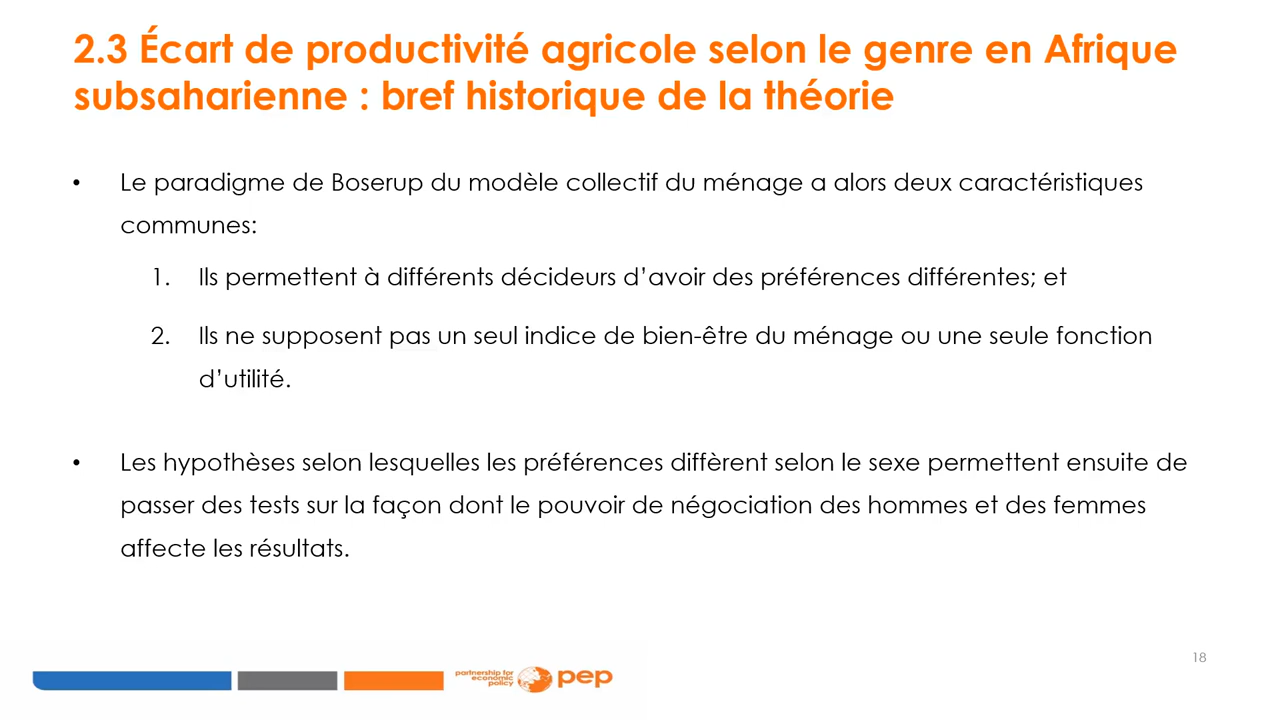 2.3 Écart de productivité agricole selon le genre en Afrique
subsaharienne : bref historique de la théorie
• Le paradigme de Boserup du modèle collectif du ménage a alors deux caractéristiques
communes:
1. Ils permettent à différents décideurs d’avoir des préférences différentes; et
2. Ils ne supposent pas un seul indice de bien-être du ménage ou une seule fonction
d’utilité.
• Les hypothèses selon lesquelles les préférences diffèrent selon le sexe permettent ensuite de
passer des tests sur la façon dont le pouvoir de négociation des hommes et des femmes
affecte les résultats.
18
partnership for
economic
policy
pep